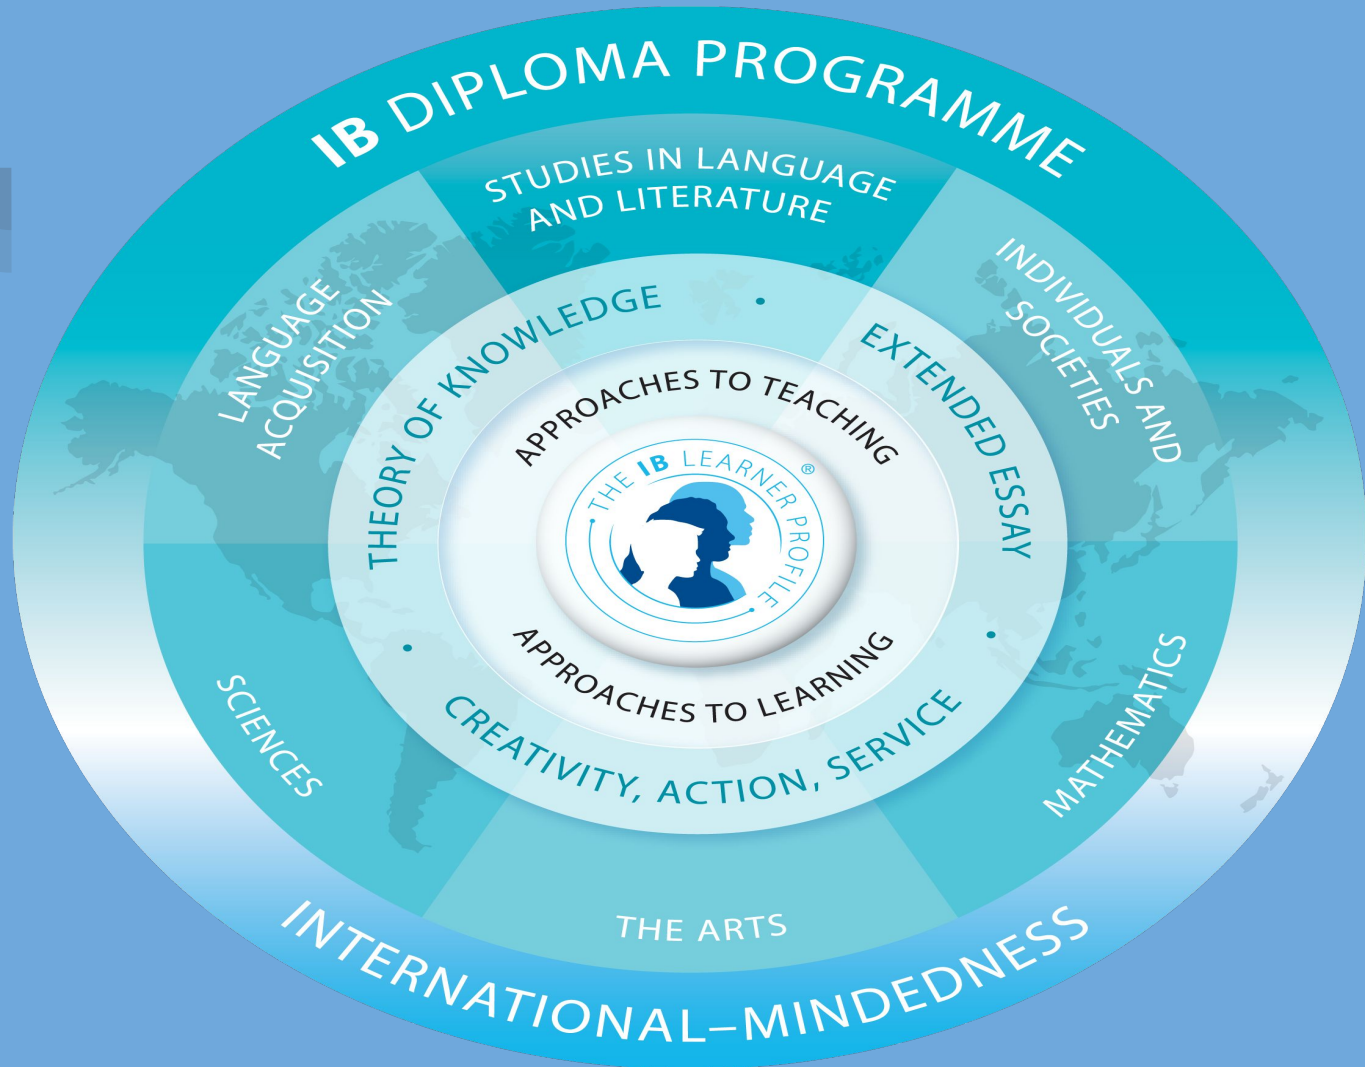 IB DIPLOMA PROGRAMME
STUDIES IN LANGUAGE
AND LITERATURE
LANGUAGE
ACQUISITION
INDIVIDUALS AND
SOCIETIES
THEORY OF KNOWLEDGE
·
EXTENDED ESSAY
APPROACHES TO TEACHING
· THE IB LEARNER PROFILE ·
®
APPROACHES TO LEARNING
·
CREATIVITY, ACTION, SERVICE
·
SCIENCES
MATHEMATICS
THE ARTS
INTERNATIONAL–MINDEDNESS